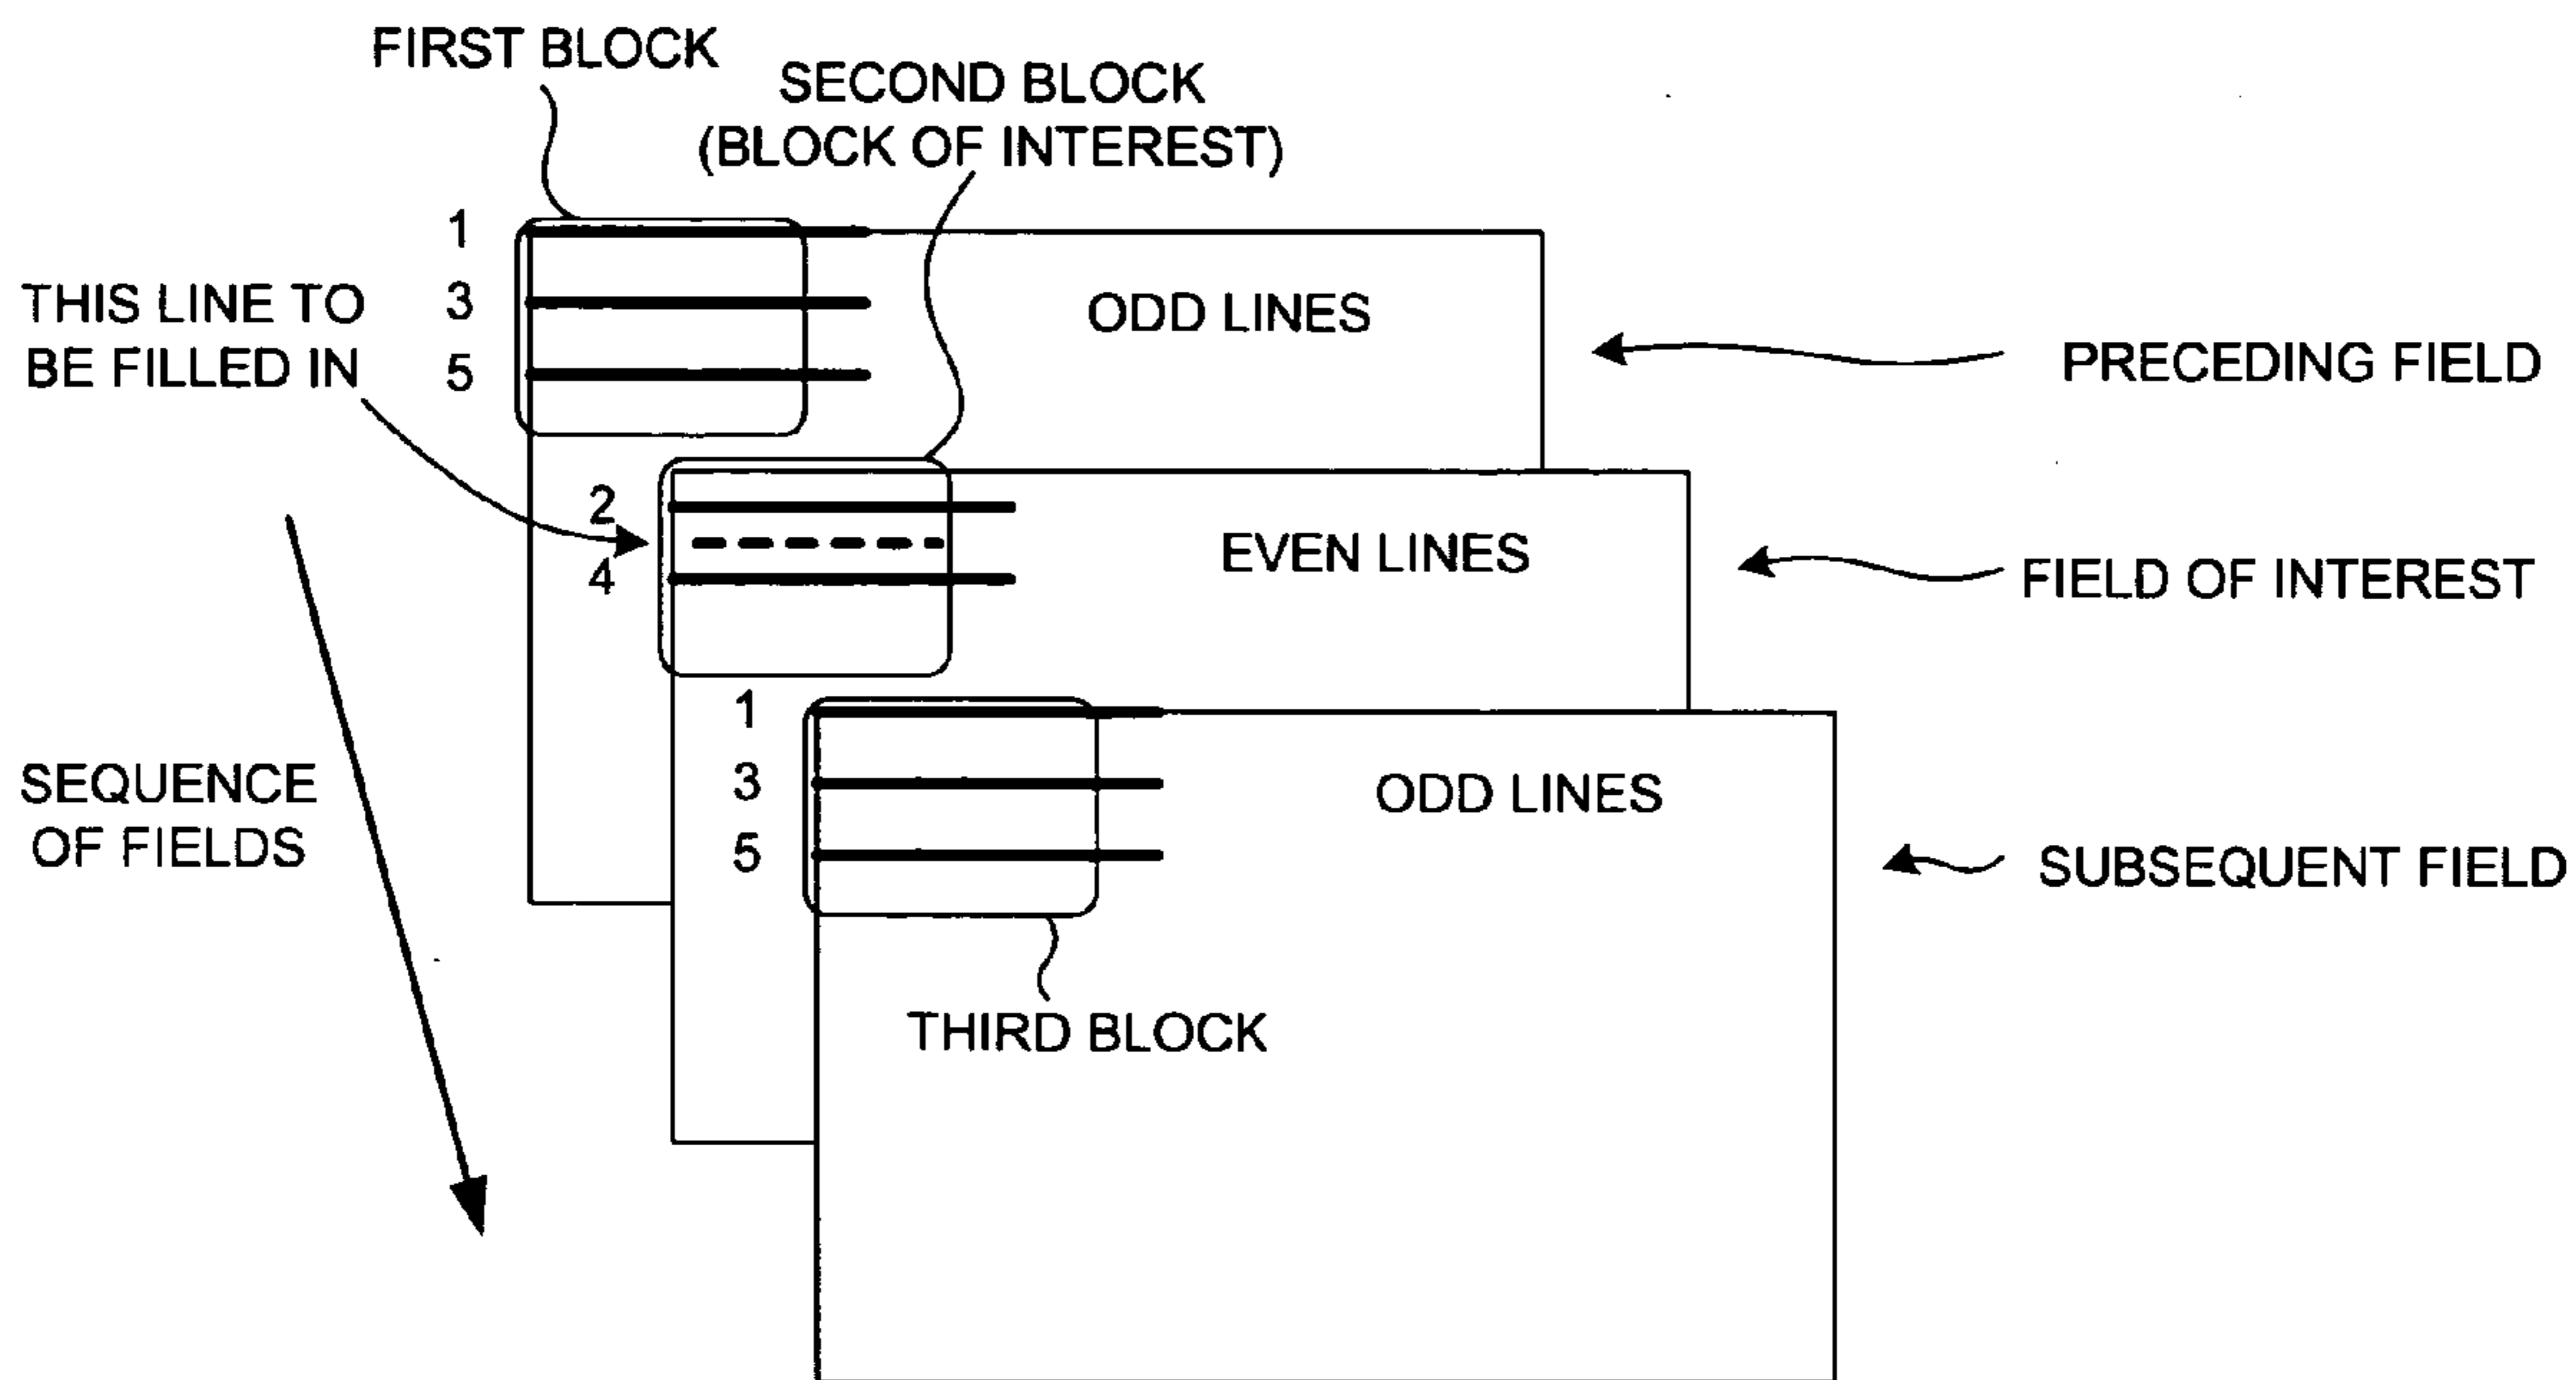 FIRST BLOCK
SECOND BLOCK
(BLOCK OF INTEREST)
1
THIS LINE TO
BE FILLED IN
3
5
ODD LINES
PRECEDING FIELD
2
4
EVEN LINES
FIELD OF INTEREST
1
3
5
ODD LINES
SUBSEQUENT FIELD
SEQUENCE
OF FIELDS
THIRD BLOCK